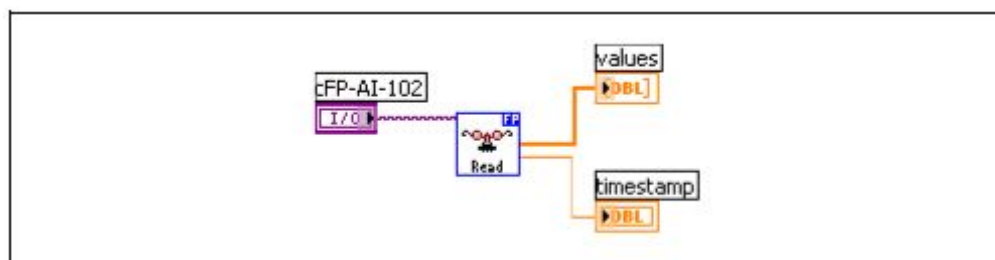 values
cFP-AI-102
[DBL]
I/O
FP
Read
timestamp
DBL